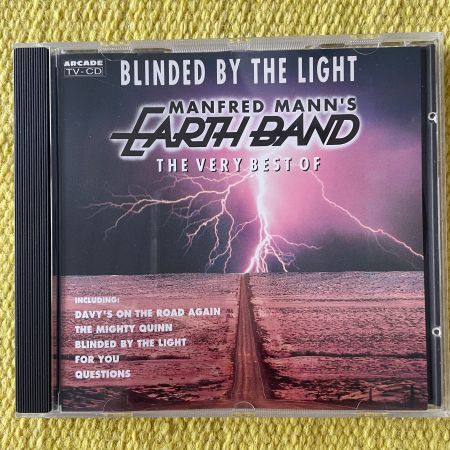 ARCADE
TV·CD
BLINDED BY THE LIGHT
MANFRED MANN'S
EARTH BAND
THE VERY BEST OF
INCLUDING:
DAVY'S ON THE ROAD AGAIN
THE MIGHTY QUINN
BLINDED BY THE LIGHT
FOR YOU
QUESTIONS